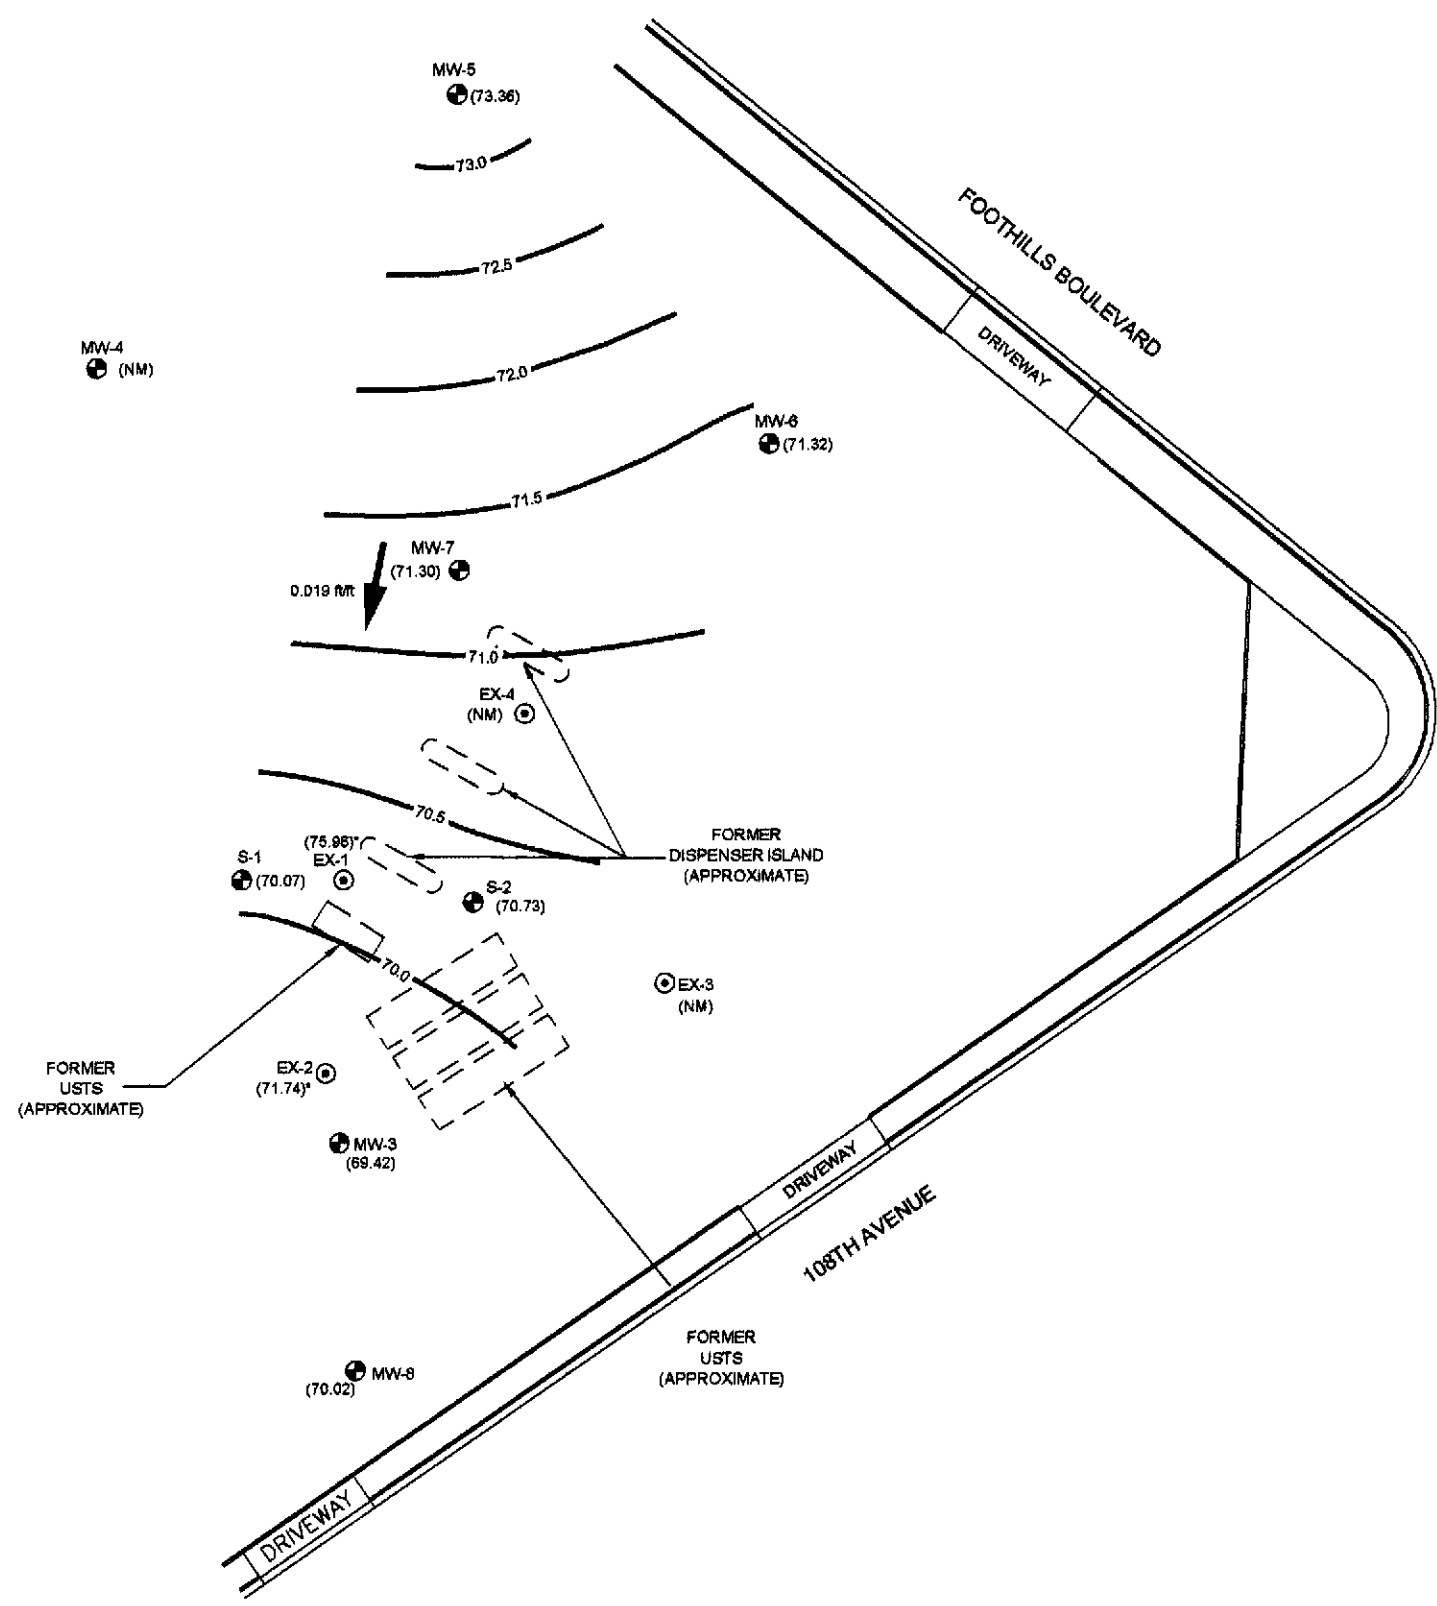 MW-5
(73.36)
73.0
FOOTHILLS BOULEVARD
72.5
DRIVEWAY
MW-4
(NM)
72.0
MW-6
(71.32)
71.5
MW-7
(71.30)
0.019 ft/ft
71.0
EX-4
(NM)
70.5
FORMER
DISPENSER ISLAND
(APPROXIMATE)
(75.96)*
EX-1
S-1
(70.07)
S-2
(70.73)
70.0
EX-3
(NM)
FORMER
USTS
(APPROXIMATE)
EX-2
(71.74)*
MW-3
(69.42)
DRIVEWAY
108TH AVENUE
FORMER
USTS
(APPROXIMATE)
MW-8
(70.02)
DRIVEWAY